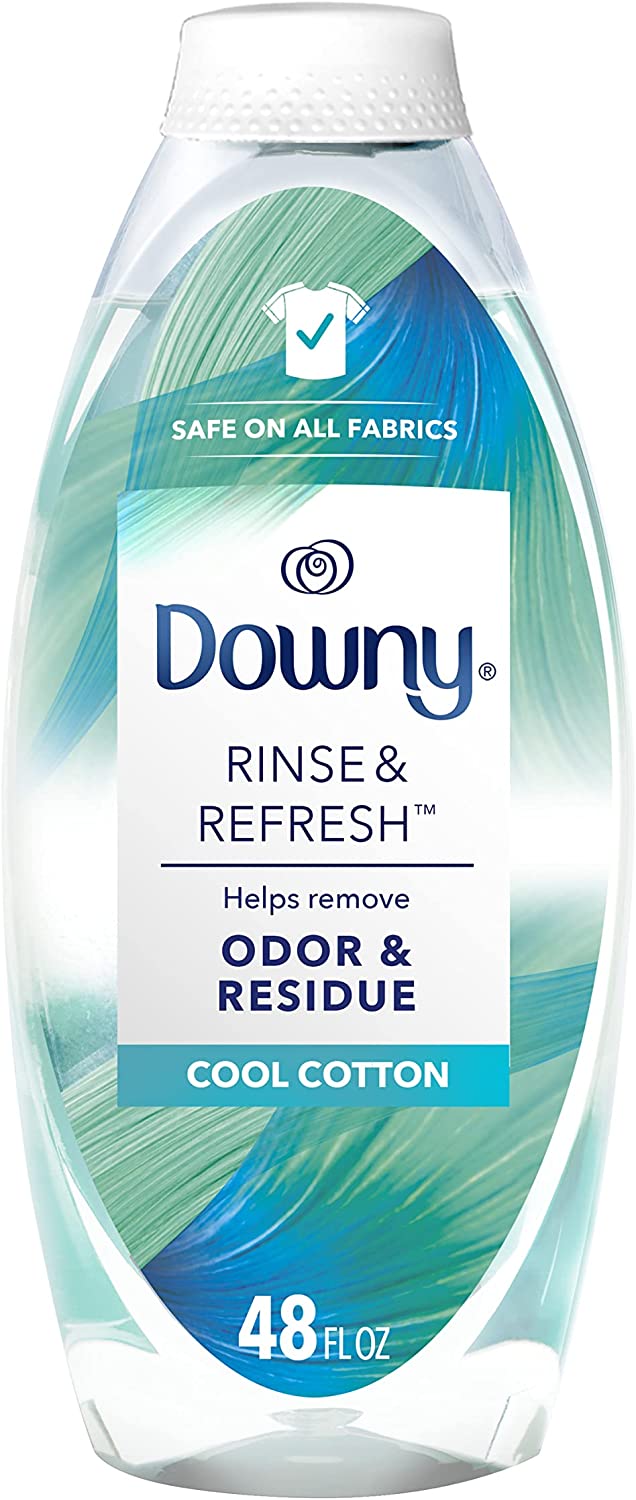 SAFE ON ALL FABRICS
Downy®
RINSE &
REFRESH™
Helps remove
ODOR &
RESIDUE
COOL COTTON
48 FL OZ